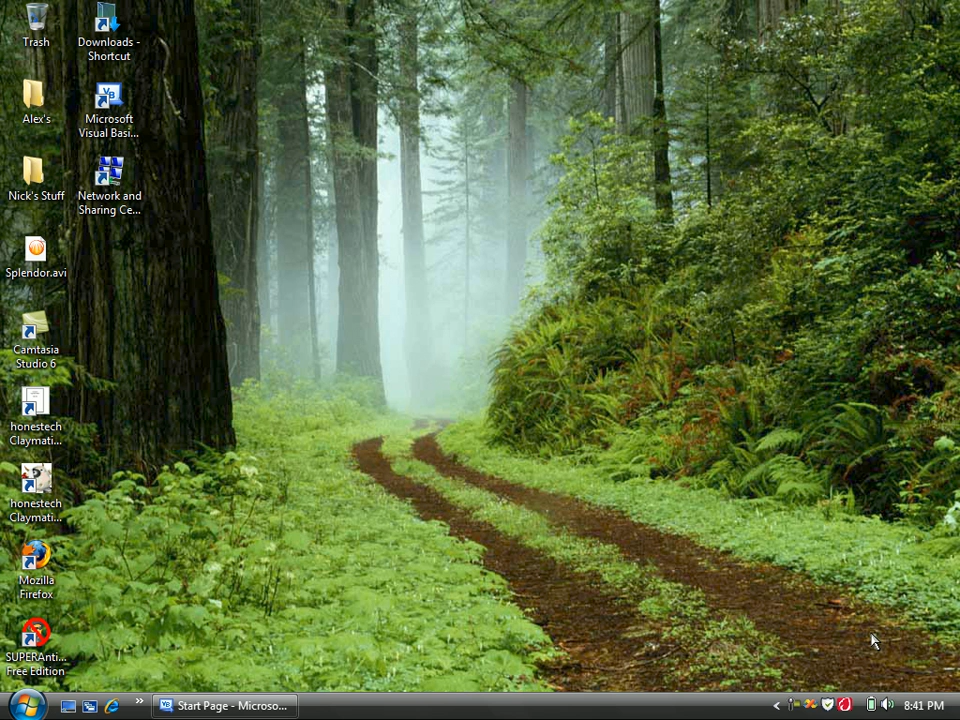 Trash
Downloads -
Shortcut
Alex's
Microsoft
Visual Basi...
Nick's Stuff
Network and
Sharing Ce...
Splendor.avi
Camtasia
Studio 6
honestech
Claymati...
honestech
Claymati...
Mozilla
Firefox
SUPERAnti...
Free Edition
Start Page - Microso...
8:41 PM